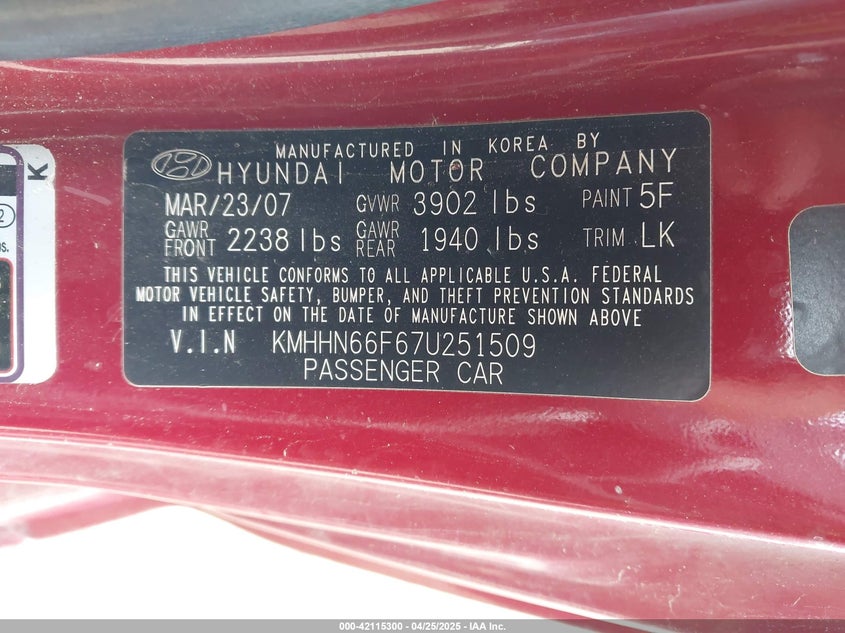 MANUFACTURED IN KOREA BY
HYUNDAI MOTOR COMPANY
MAR/23/07 GVWR 3902 lbs PAINT 5F
GAWR FRONT 2238 lbs GAWR REAR 1940 lbs TRIM LK
THIS VEHICLE CONFORMS TO ALL APPLICABLE U.S.A. FEDERAL
MOTOR VEHICLE SAFETY, BUMPER, AND THEFT PREVENTION STANDARDS
IN EFFECT ON THE DATE OF MANUFACTURE SHOWN ABOVE
V.I.N KMHHN66F67U251509
PASSENGER CAR
K
2
000-42115300 - 04/25/2025 - IAA Inc.